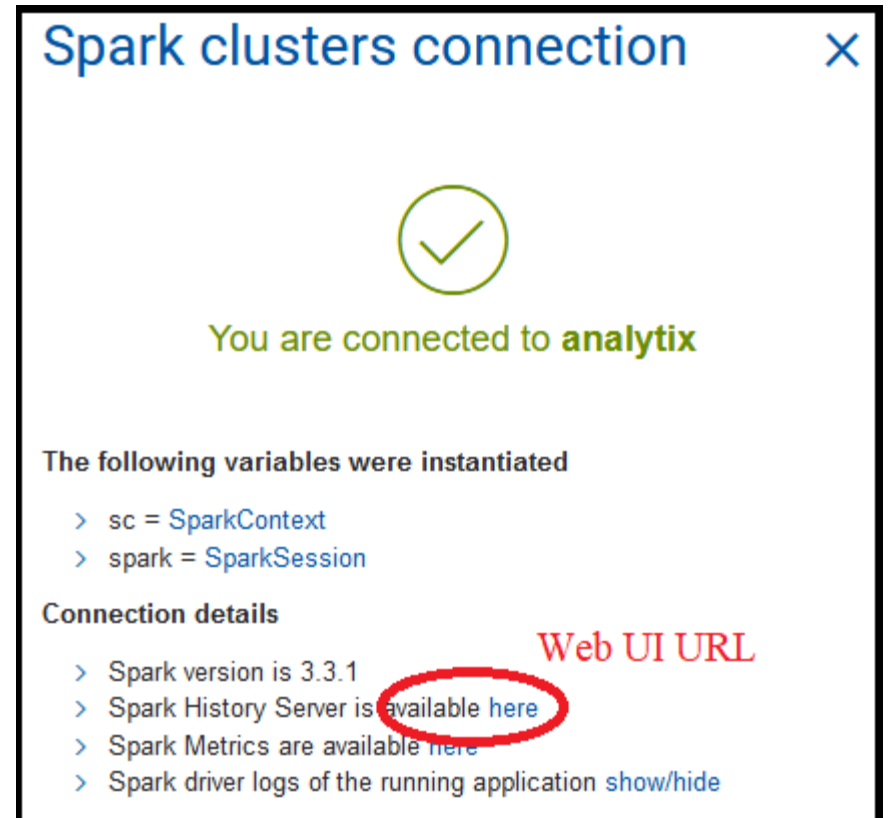 Spark clusters connection
You are connected to analytix
The following variables were instantiated
> sc = SparkContext
> spark = SparkSession
Connection details
Web UI URL
> Spark version is 3.3.1
> Spark History Server is available here
> Spark Metrics are available here
> Spark driver logs of the running application show/hide